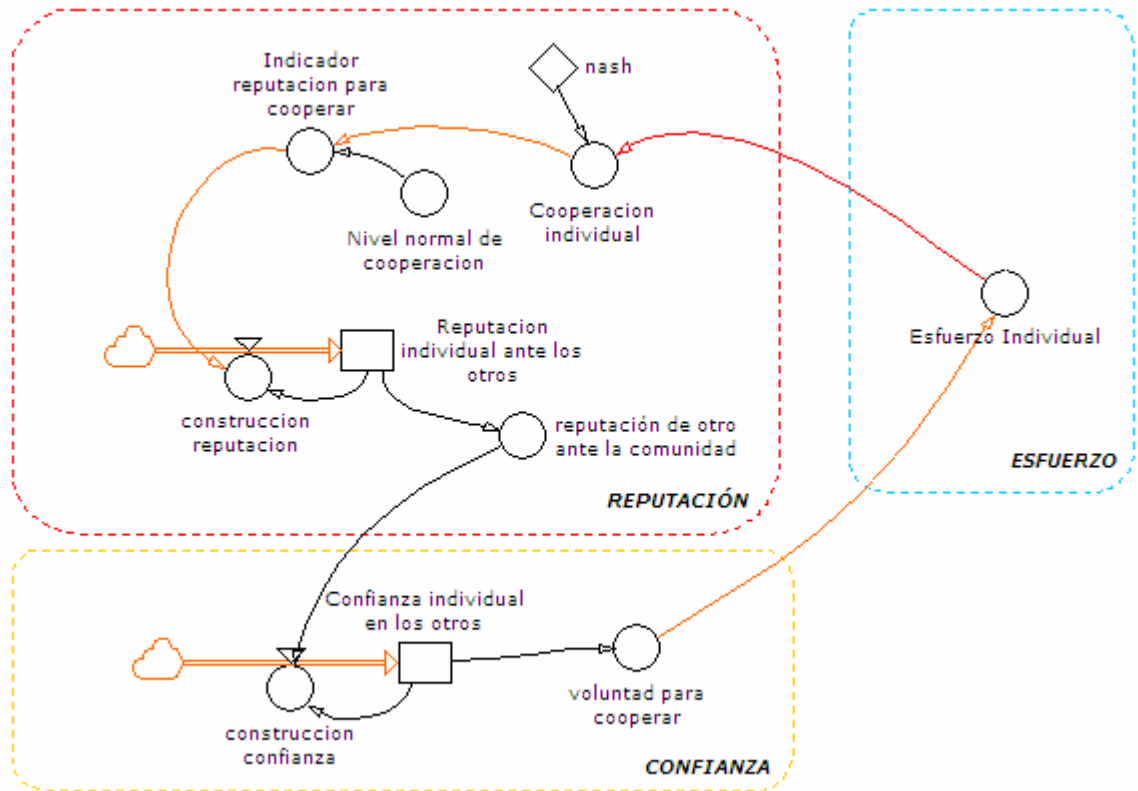 Indicador
reputacion para
cooperar
nash
Cooperacion
individual
Nivel normal de
cooperacion
Esfuerzo Individual
Reputacion
individual ante los
otros
construccion
reputacion
reputación de otro
ante la comunidad
ESFUERZO
REPUTACIÓN
Confianza individual
en los otros
voluntad para
cooperar
construccion
confianza
CONFIANZA